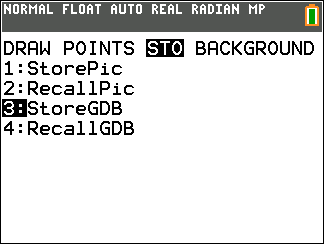 NORMAL FLOAT AUTO REAL RADIAN MP
DRAW POINTS STO BACKGROUND
1:StorePic
2:RecallPic
3:StoreGDB
4:RecallGDB